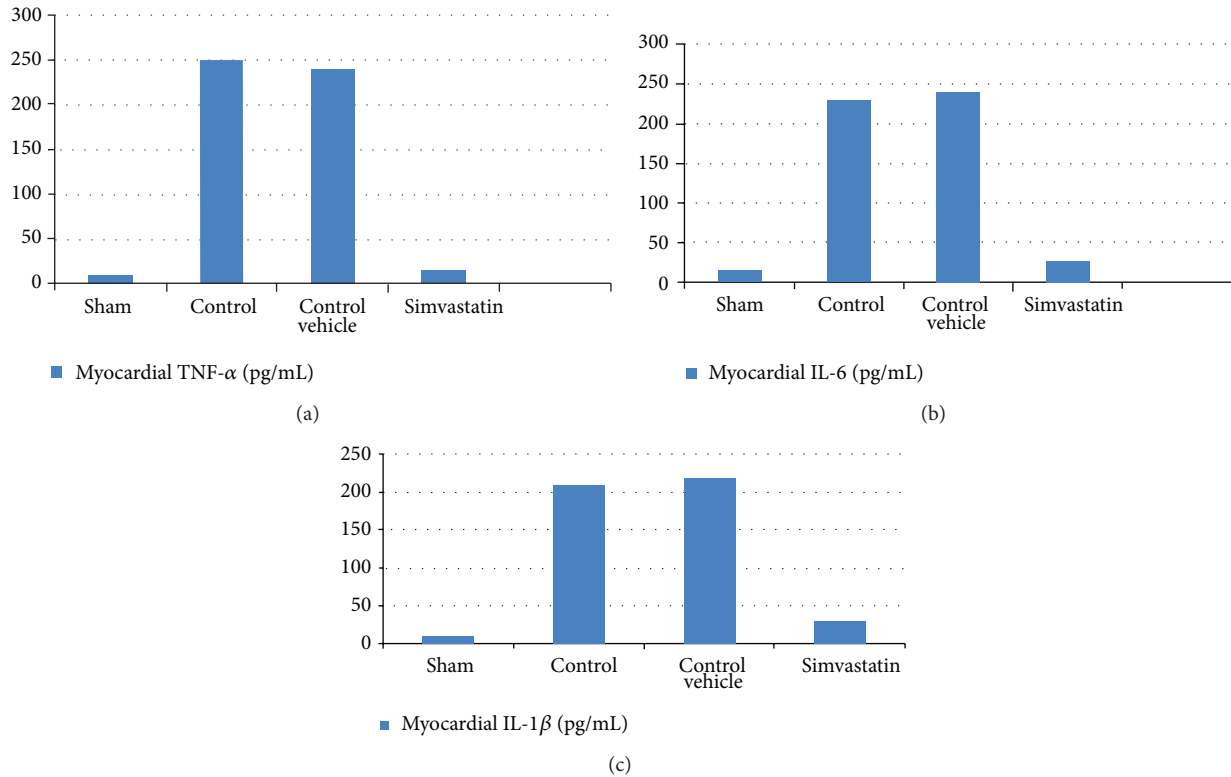 300
250
200
150
100
50
0
Sham Control Control Simvastatin
vehicle
Myocardial TNF-α (pg/mL)
(a)
300
250
200
150
100
50
0
Sham Control Control Simvastatin
vehicle
Myocardial IL-6 (pg/mL)
(b)
250
200
150
100
50
0
Sham Control Control Simvastatin
vehicle
Myocardial IL-1β (pg/mL)
(c)